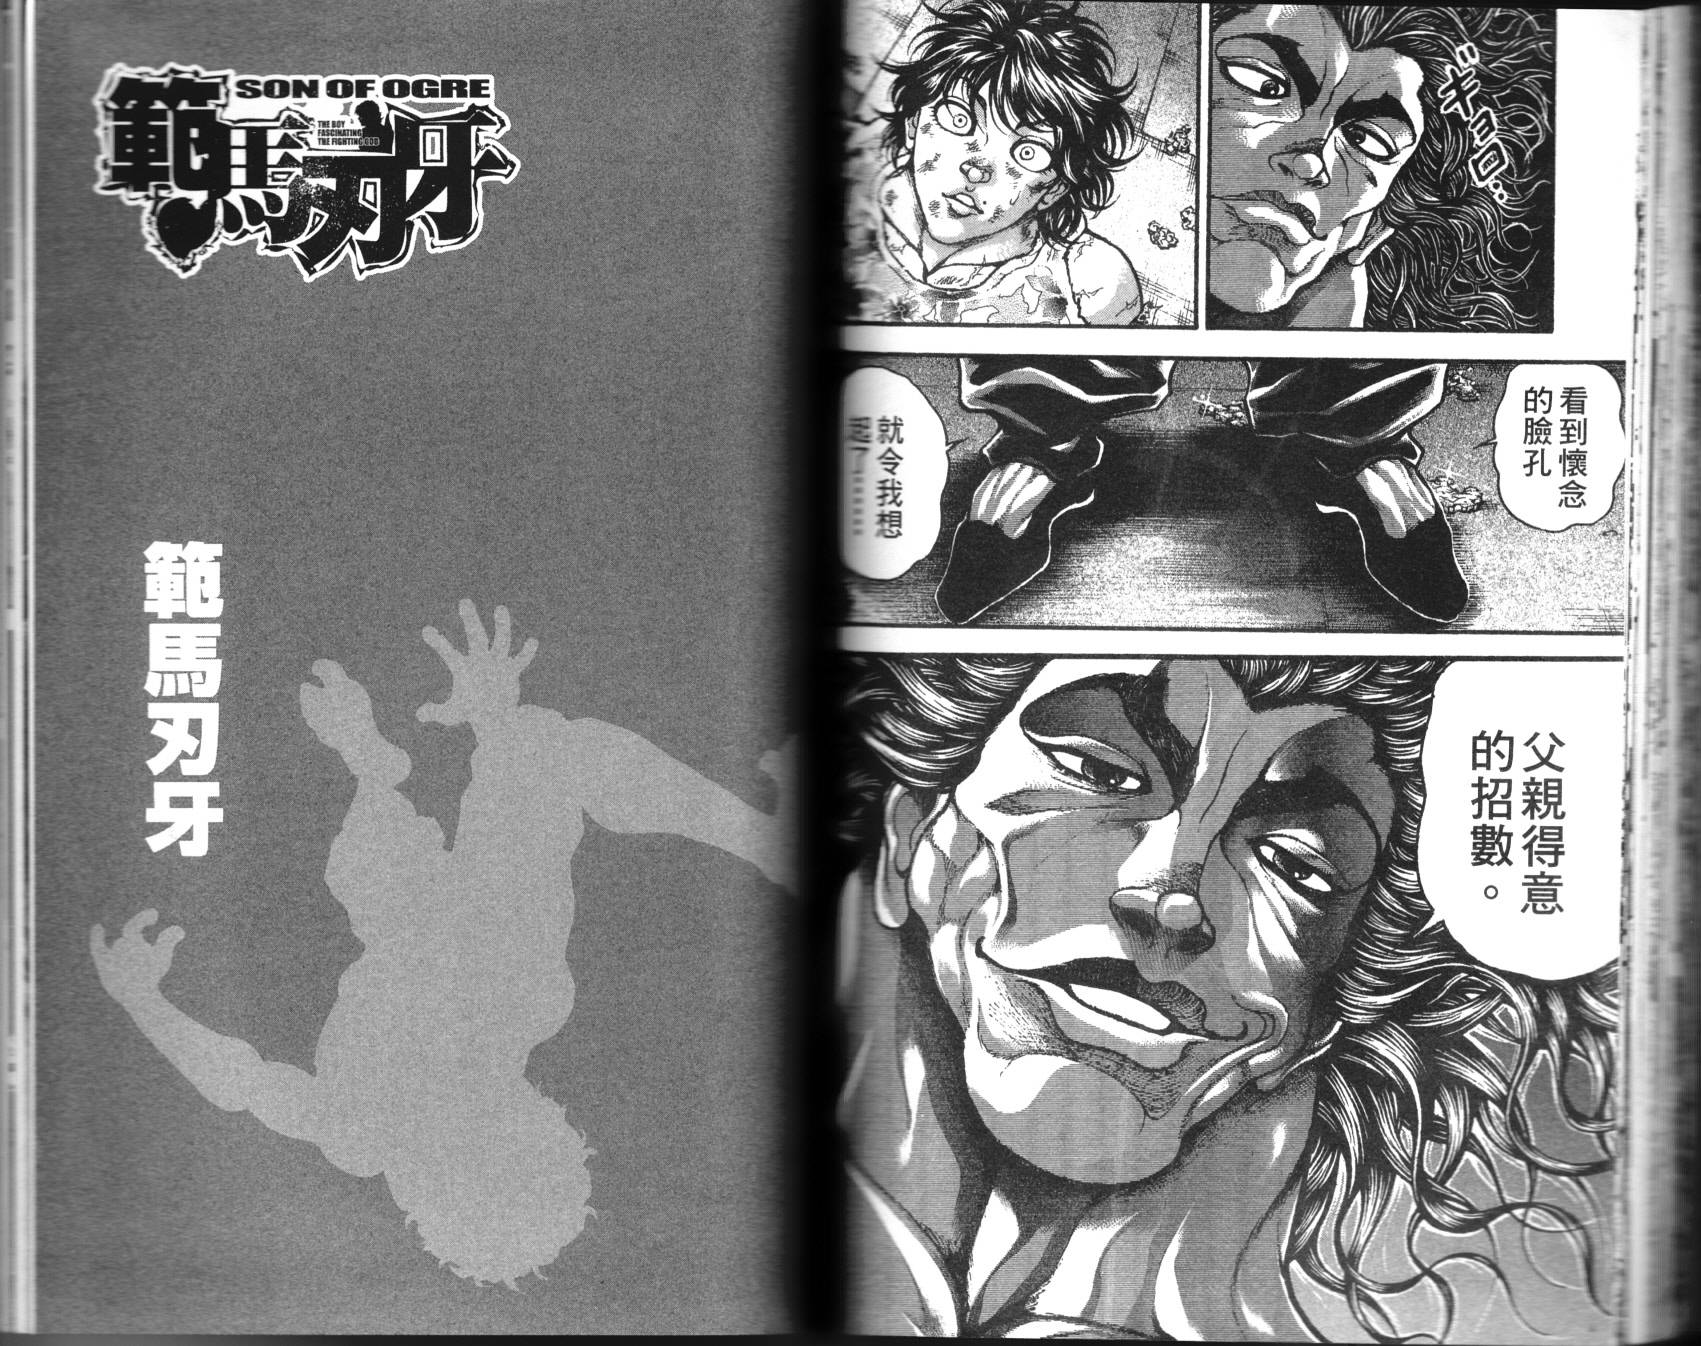 ギョロ…
看到懷念
的臉孔
就令我想
起了……
父親得意
的招數。
SON OF OGRE
範馬刃牙
THE BOY
FASCINATING
THE FIGHTING GOD
範馬刃牙